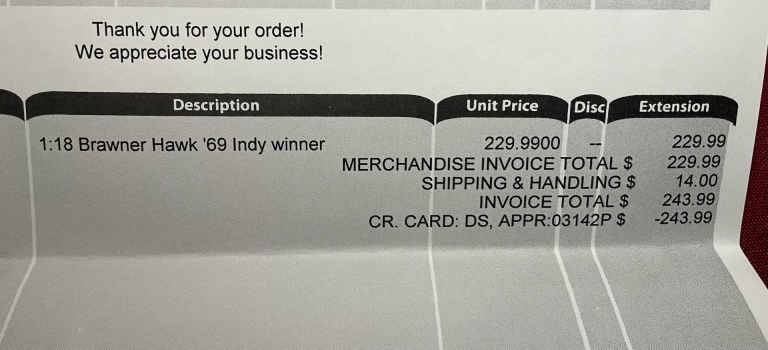 Thank you for your order!
We appreciate your business!
Description Unit Price Disc Extension
1:18 Brawner Hawk '69 Indy winner 229.9900 -- 229.99
MERCHANDISE INVOICE TOTAL $ 229.99
SHIPPING & HANDLING $ 14.00
INVOICE TOTAL $ 243.99
CR. CARD: DS, APPR:03142P $ -243.99